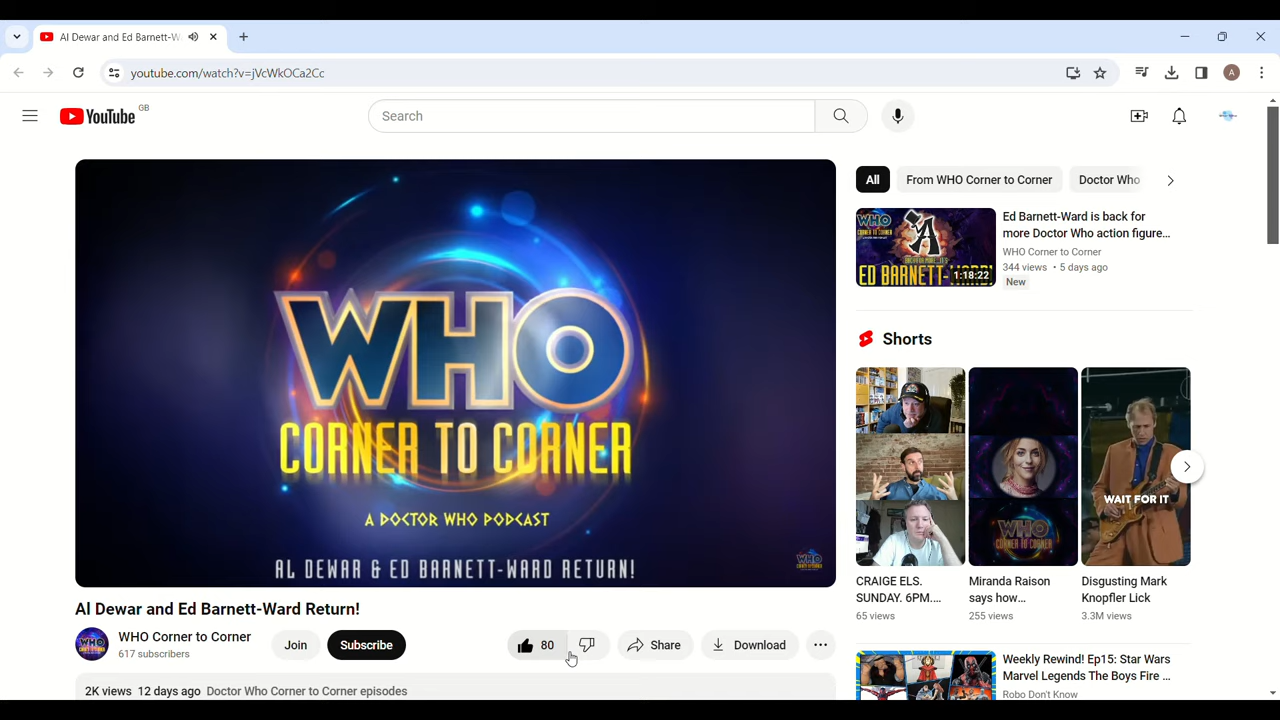 Al Dewar and Ed Barnett-W
youtube.com/watch?v=jVcWkOCa2Cc
A
YouTube GB
Search
WHO
CORNER TO CORNER
A DOCTOR WHO PODCAST
AL DEWAR & ED BARNETT-WARD RETURN!
Al Dewar and Ed Barnett-Ward Return!
WHO Corner to Corner
617 subscribers
Join
Subscribe
80
Share
Download
2K views 12 days ago Doctor Who Corner to Corner episodes
All
From WHO Corner to Corner
Doctor Who
WHO
ED BARNETT-WARD!
1:18:22
Ed Barnett-Ward is back for
more Doctor Who action figure...
WHO Corner to Corner
344 views • 5 days ago
New
Shorts
WHO
CORNER TO CORNER
WAIT FOR IT
CRAIGE ELS.
SUNDAY. 6PM....
65 views
Miranda Raison
says how...
255 views
Disgusting Mark
Knopfler Lick
3.3M views
Weekly Rewind! Ep15: Star Wars
Marvel Legends The Boys Fire ...
Robo Don't Know